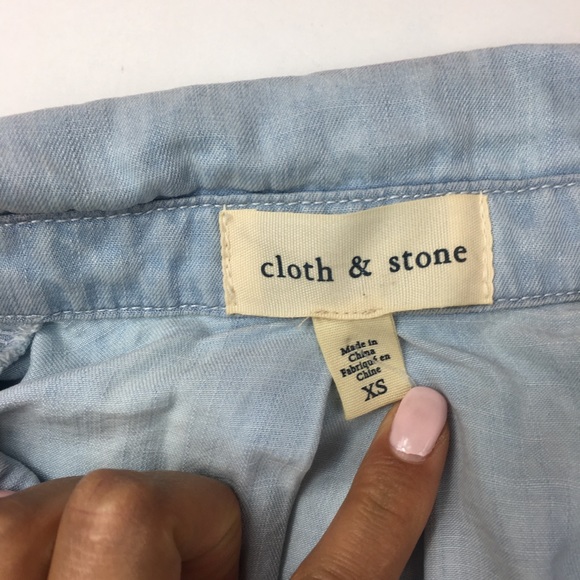 cloth & stone
Made in
China
Fabriqué en
Chine
XS